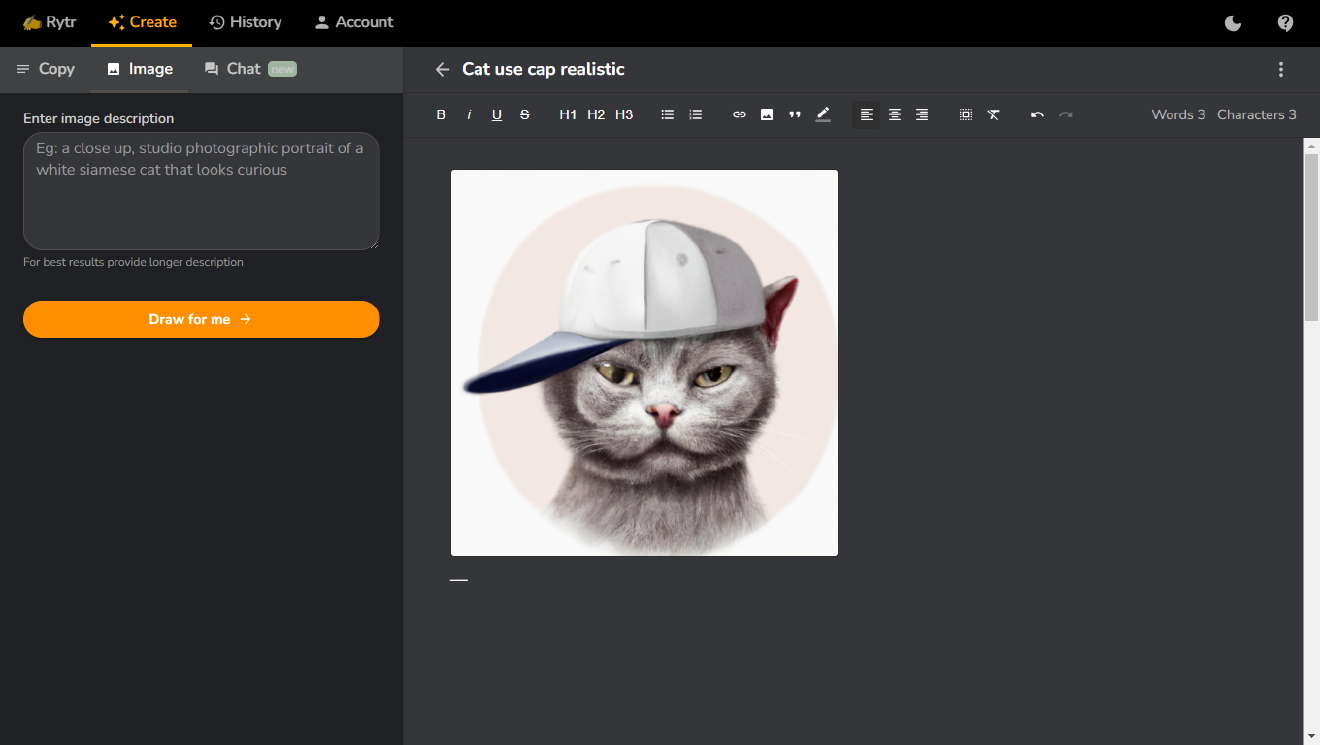 Rytr Create History Account
Copy Image Chat new
Cat use cap realistic
B i U S H1 H2 H3 Words 3 Characters 3
Enter image description
Eg: a close up, studio photographic portrait of a
white siamese cat that looks curious
For best results provide longer description
Draw for me →
—